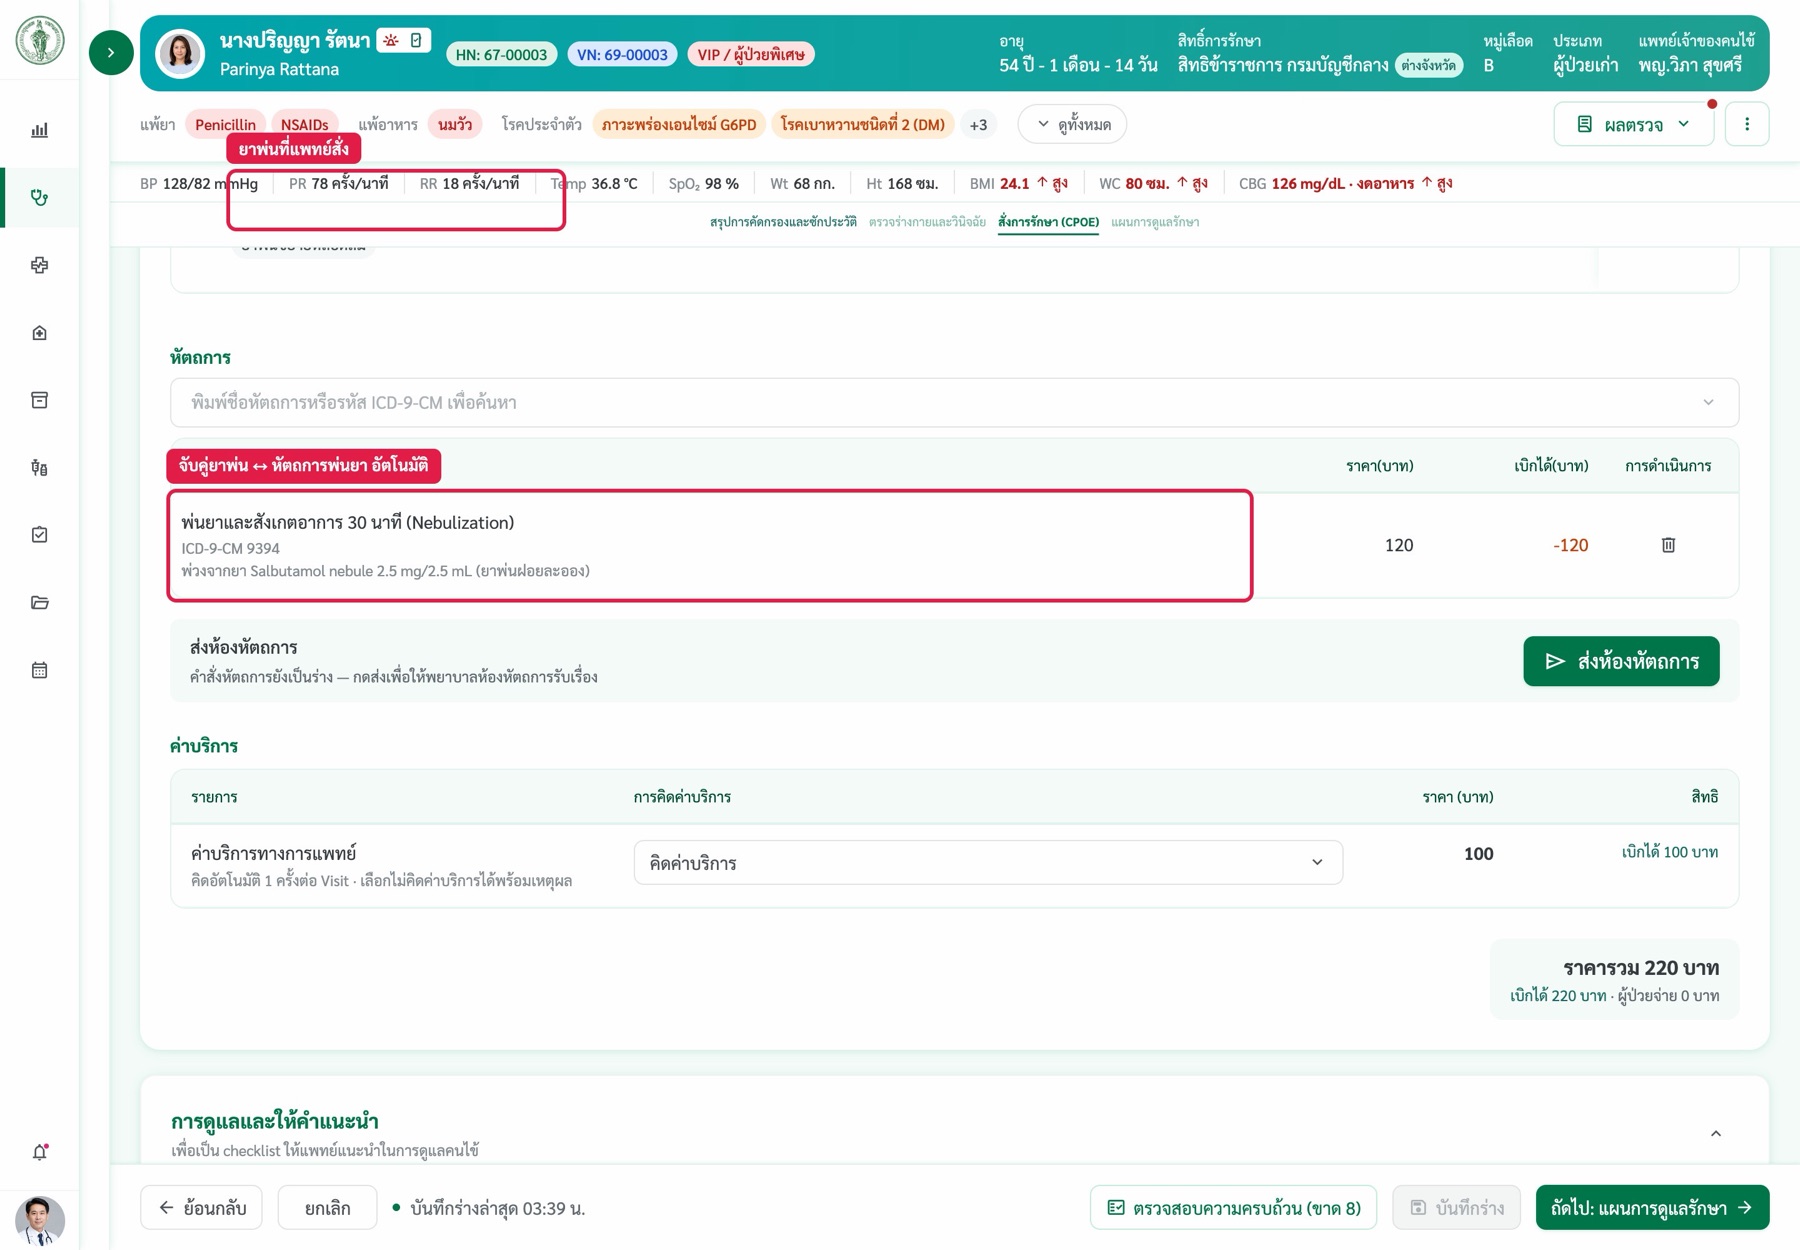 นางปริญญา รัตนา
Parinya Rattana
HN: 67-00003
VN: 69-00003
VIP / ผู้ป่วยพิเศษ
อายุ
54 ปี - 1 เดือน - 14 วัน
สิทธิ์การรักษา
สิทธิข้าราชการ กรมบัญชีกลาง ต่างจังหวัด
หมู่เลือด
B
ประเภท
ผู้ป่วยเก่า
แพทย์เจ้าของคนไข้
พญ.วิภา สุขศรี
แพ้ยา Penicillin NSAIDs แพ้อาหาร นมวัว โรคประจำตัว ภาวะพร่องเอนไซม์ G6PD โรคเบาหวานชนิดที่ 2 (DM) +3 ดูทั้งหมด
ผลตรวจ
ยาพ่นที่แพทย์สั่ง
BP 128/82 mmHg PR 78 ครั้ง/นาที RR 18 ครั้ง/นาที Temp 36.8 °C SpO₂ 98 % Wt 68 กก. Ht 168 ซม. BMI 24.1 ↑ สูง WC 80 ซม. ↑ สูง CBG 126 mg/dL · งดอาหาร ↑ สูง
สรุปการคัดกรองและซักประวัติ ตรวจร่างกายและวินิจฉัย สั่งการรักษา (CPOE) แผนการดูแลรักษา
หัตถการ
พิมพ์ชื่อหัตถการหรือรหัส ICD-9-CM เพื่อค้นหา
จับคู่ยาพ่น ↔ หัตถการพ่นยา อัตโนมัติ
ราคา(บาท) เบิกได้(บาท) การดำเนินการ
พ่นยาและสังเกตอาการ 30 นาที (Nebulization)
ICD-9-CM 9394
พ่วงจากยา Salbutamol nebule 2.5 mg/2.5 mL (ยาพ่นฝอยละออง)
120 -120
ส่งห้องหัตถการ
คำสั่งหัตถการยังเป็นร่าง — กดส่งเพื่อให้พยาบาลห้องหัตถการรับเรื่อง
ส่งห้องหัตถการ
ค่าบริการ
รายการ การคิดค่าบริการ ราคา (บาท) สิทธิ
ค่าบริการทางการแพทย์
คิดอัตโนมัติ 1 ครั้งต่อ Visit · เลือกไม่คิดค่าบริการได้พร้อมเหตุผล
คิดค่าบริการ
100
เบิกได้ 100 บาท
ราคารวม 220 บาท
เบิกได้ 220 บาท · ผู้ป่วยจ่าย 0 บาท
การดูแลและให้คำแนะนำ
เพื่อเป็น checklist ให้แพทย์แนะนำในการดูแลคนไข้
ย้อนกลับ
ยกเลิก
บันทึกร่างล่าสุด 03:39 น.
ตรวจสอบความครบถ้วน (ขาด 8)
บันทึกร่าง
ถัดไป: แผนการดูแลรักษา